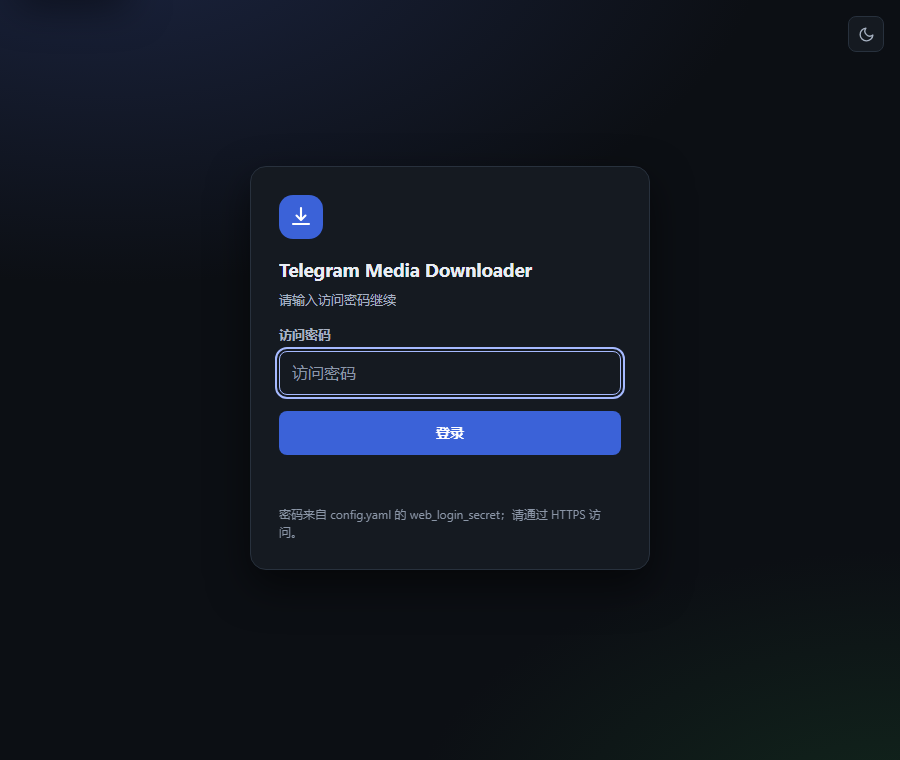 Telegram Media Downloader
请输入访问密码继续
访问密码
访问密码
登录
密码来自 config.yaml 的 web_login_secret；请通过 HTTPS 访
问。